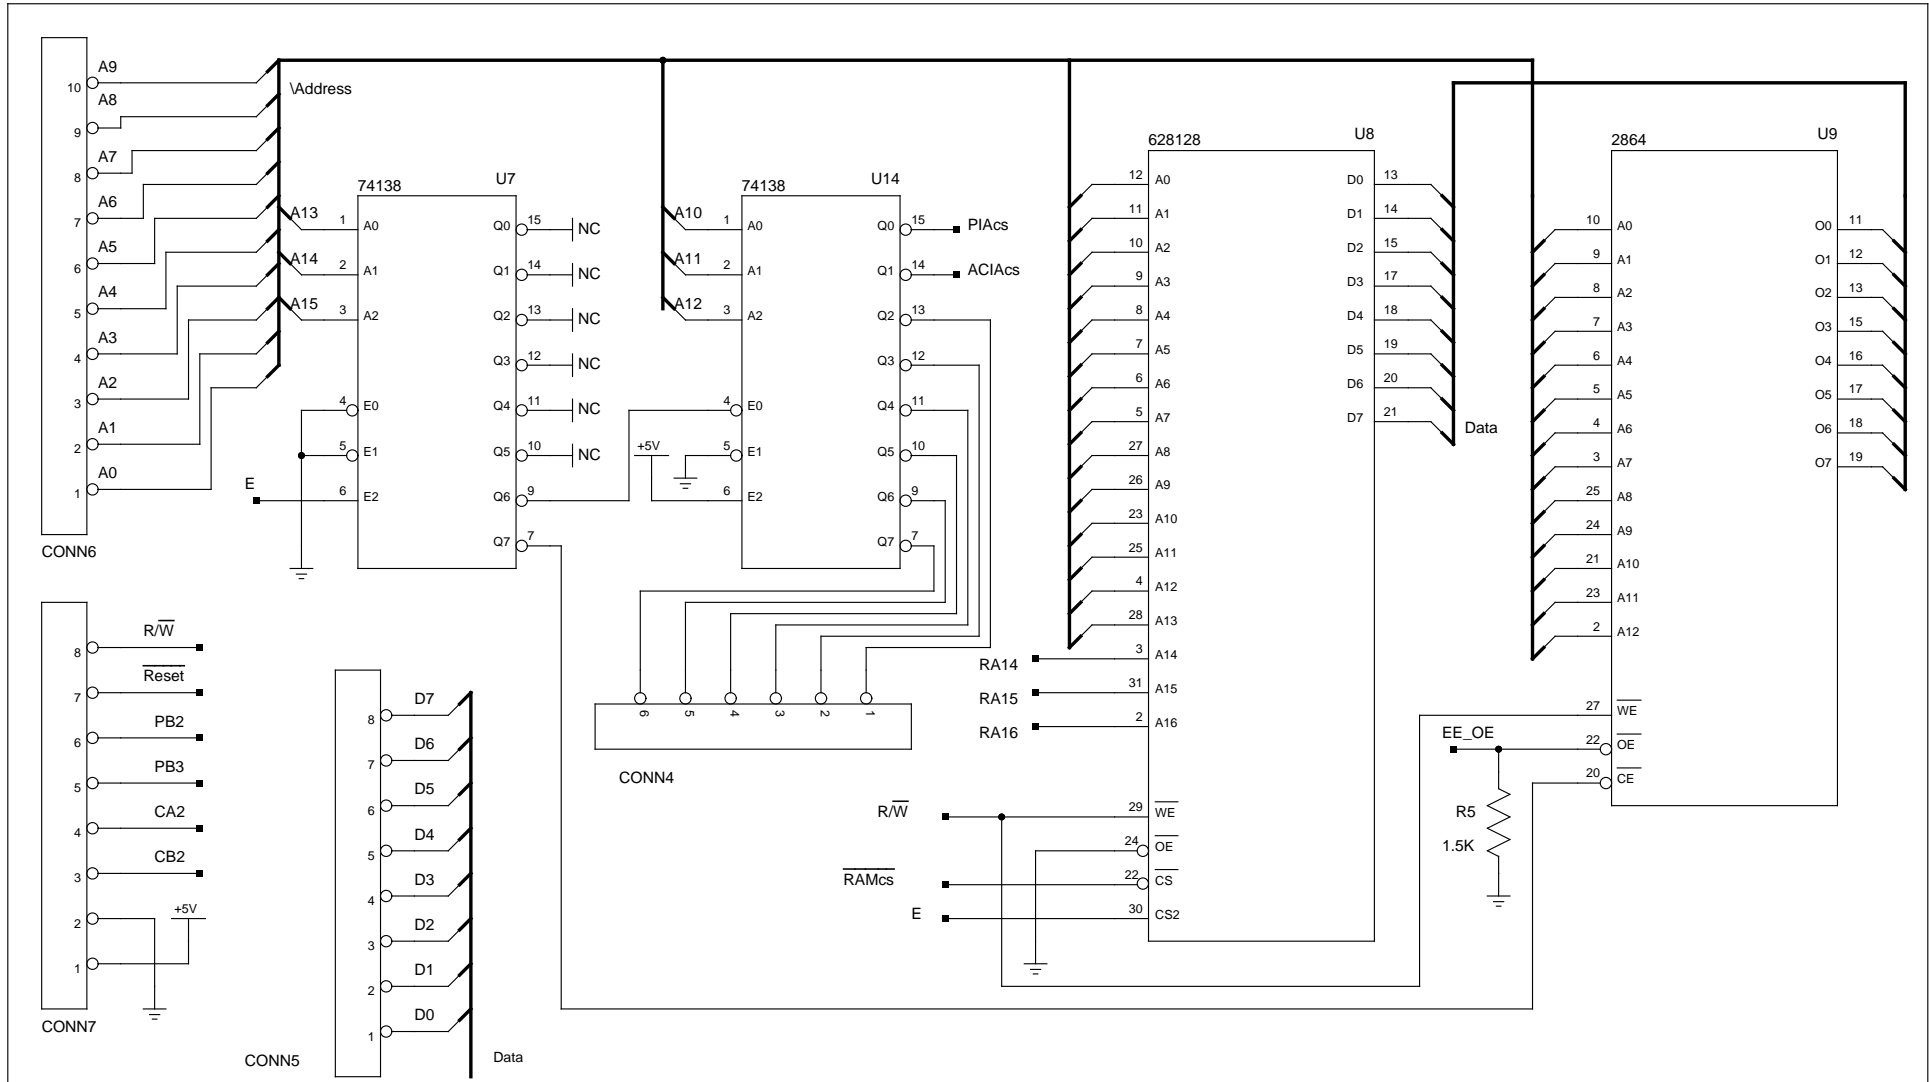 10 A9
9 A8
8 A7
7 A6
6 A5
5 A4
4 A3
3 A2
2 A1
1 A0
CONN6
\Address
74138 U7
A13 1 A0
A14 2 A1
A15 3 A2
4 E0
5 E1
E 6 E2
Q0 15 NC
Q1 14 NC
Q2 13 NC
Q3 12 NC
Q4 11 NC
Q5 10 NC
Q6 9
Q7 7
74138 U14
A10 1 A0
A11 2 A1
A12 3 A2
4 E0
+5V
5 E1
6 E2
Q0 15 PIAcs
Q1 14 ACIAcs
Q2 13
Q3 12
Q4 11
Q5 10
Q6 9
Q7 7
6 5 4 3 2 1
CONN4
628128 U8
12 A0
11 A1
10 A2
9 A3
8 A4
7 A5
6 A6
5 A7
27 A8
26 A9
23 A10
25 A11
4 A12
28 A13
RA14 3 A14
RA15 31 A15
RA16 2 A16
R/W 29 WE
24 OE
RAMcs 22 CS
E 30 CS2
D0 13
D1 14
D2 15
D3 17
D4 18
D5 19
D6 20
D7 21
Data
2864 U9
10 A0
9 A1
8 A2
7 A3
6 A4
5 A5
4 A6
3 A7
25 A8
24 A9
21 A10
23 A11
2 A12
27 WE
EE_OE 22 OE
20 CE
O0 11
O1 12
O2 13
O3 15
O4 16
O5 17
O6 18
O7 19
R5
1.5K
8 R/W
7 Reset
6 PB2
5 PB3
4 CA2
3 CB2
2 +5V
1
CONN7
8 D7
7 D6
6 D5
5 D4
4 D3
3 D2
2 D1
1 D0
CONN5
Data